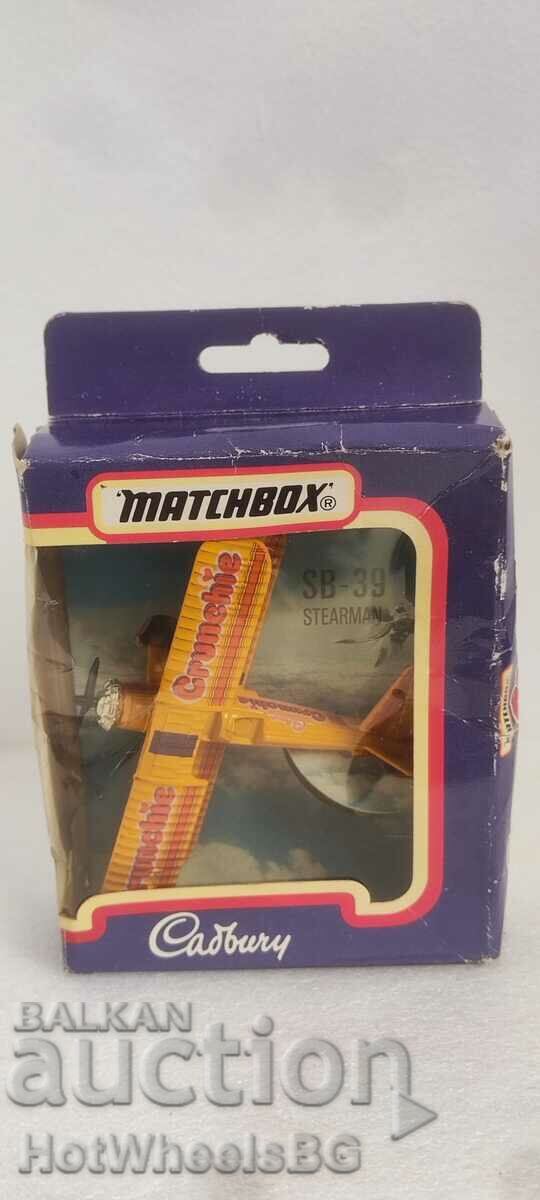 MATCHBOX®
SB-39
STEARMAN
Crunchie
Crunchie
Crunchie
Cadbury
BALKAN
auction
HotWheelsBG